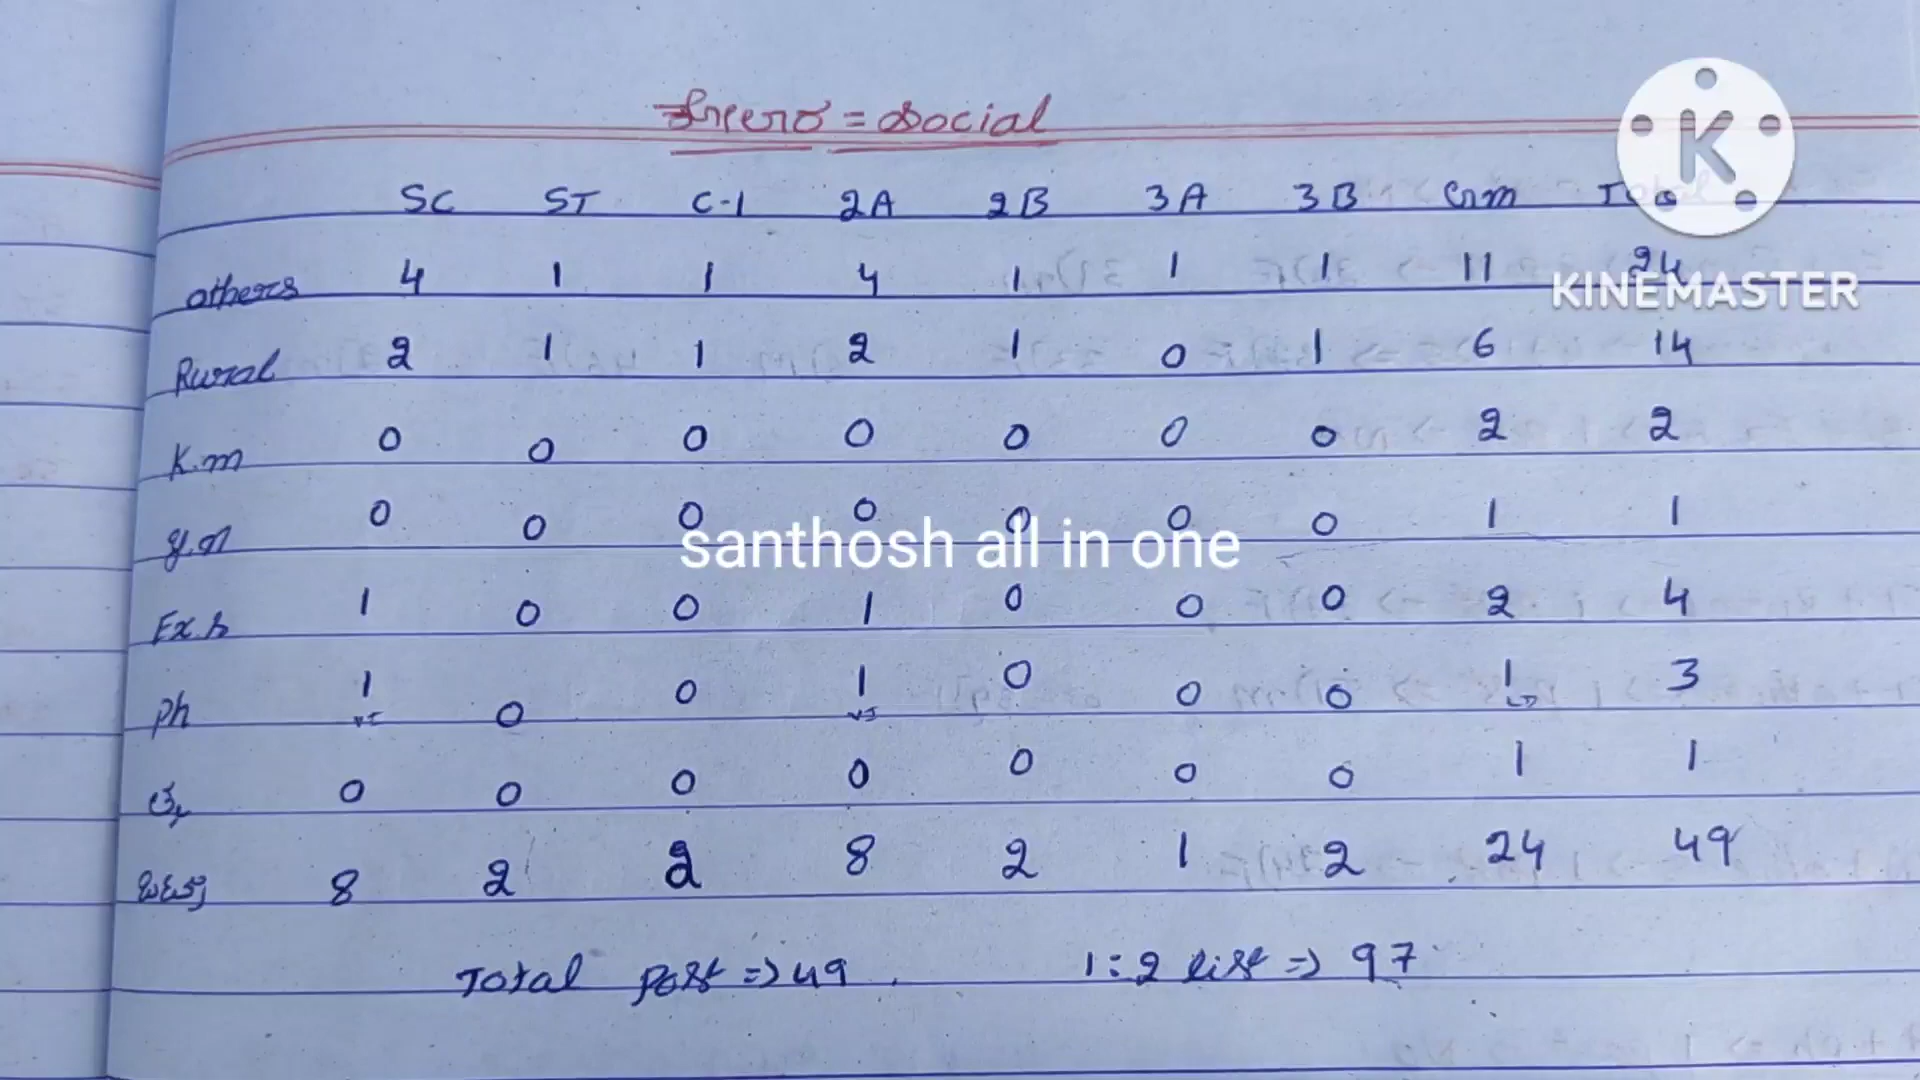 ಬೀದರ = Social
SC ST C-1 2A 2B 3A 3B Gm
others 4 1 1 4 1 1 1 11 24
KINEMASTER
Rural 2 1 1 2 1 0 1 6 14
K.m 0 0 0 0 0 0 0 2 2
0 0 0 0 0 0 0 1 1
santhosh all in one
Ex.s 1 0 0 1 0 0 0 2 4
ph 1 0 0 1 0 0 0 1 3
0 0 0 0 0 0 0 1 1
ಒಟ್ಟು 8 2 2 8 2 1 2 24 49
Total post => 49. 1:2 list => 97